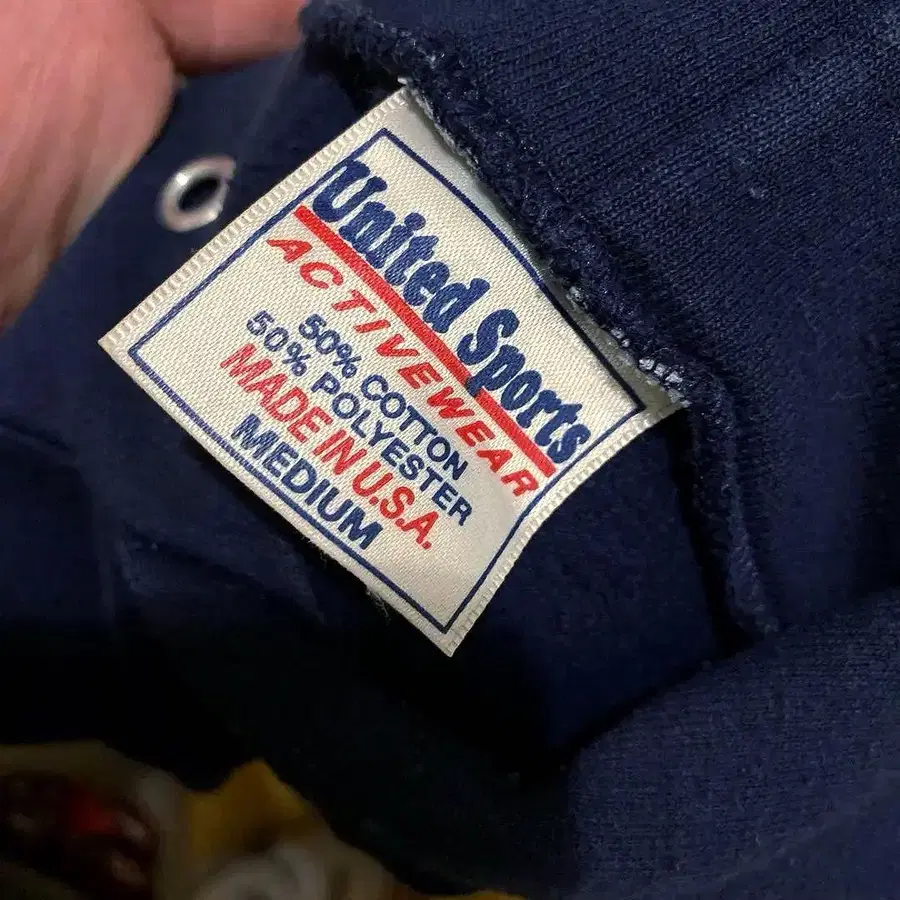 United Sports
ACTIVEWEAR
50% COTTON
50% POLYESTER
MADE IN U.S.A.
MEDIUM